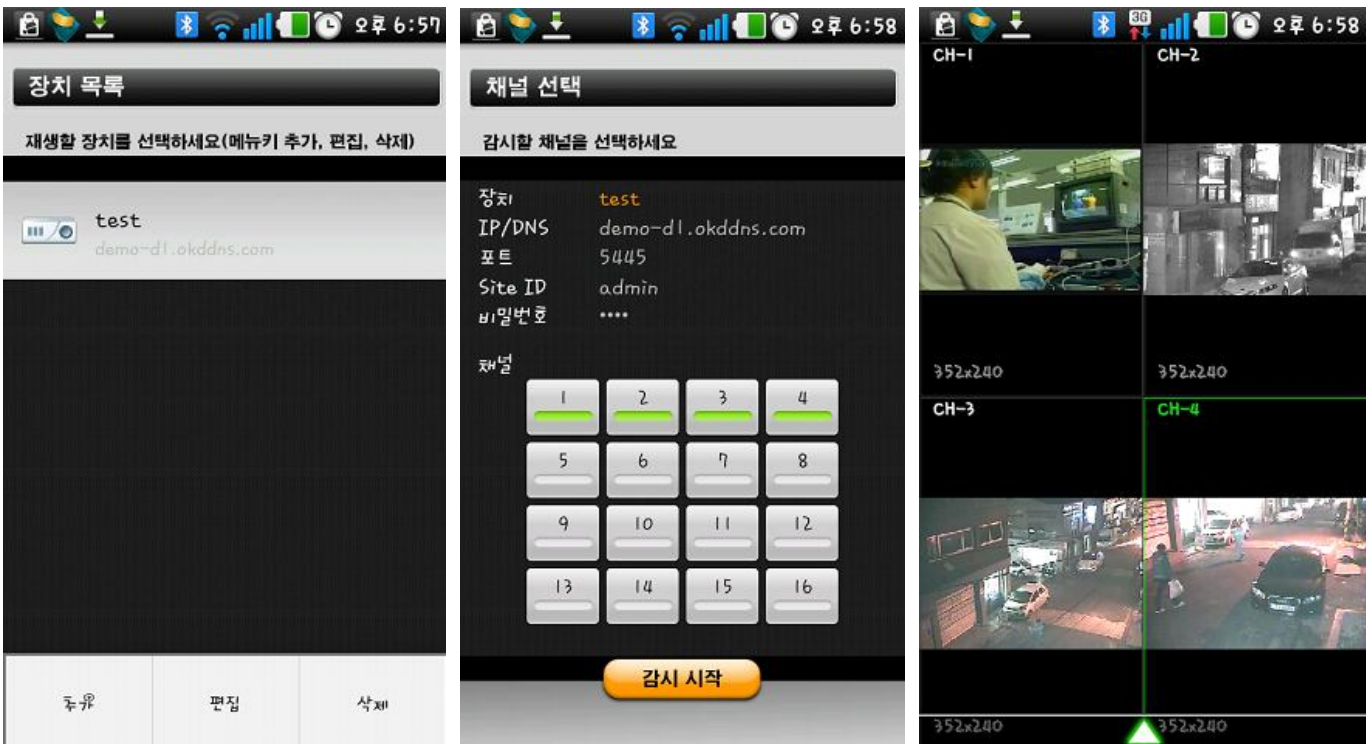 오후 6:57
장치 목록
재생할 장치를 선택하세요(메뉴키 추가, 편집, 삭제)
test
demo-d1.okddns.com
편집
삭제
오후 6:58
채널 선택
감시할 채널을 선택하세요
장치 test
IP/DNS demo-d1.okddns.com
포트 5445
Site ID admin
비밀번호 ••••
채널
1 2 3 4
5 6 7 8
9 10 11 12
13 14 15 16
감시 시작
3G 오후 6:58
CH-1 CH-2
352x240 352x240
CH-3 CH-4
352x240 352x240